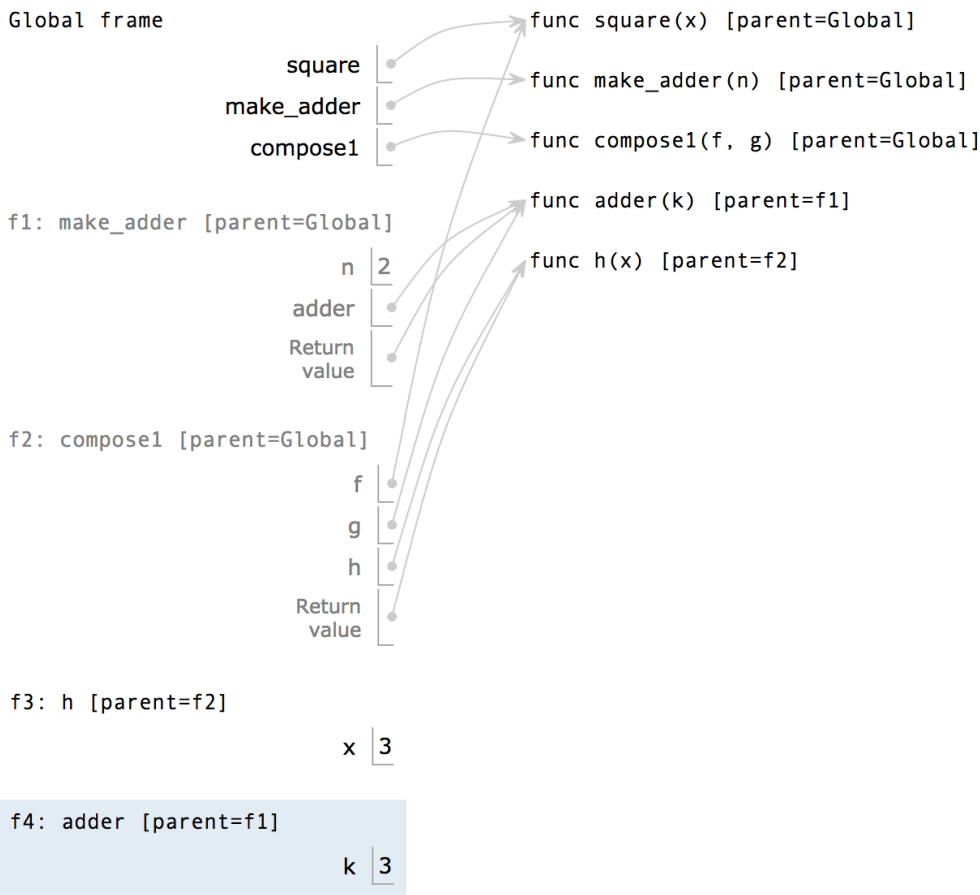 Global frame
func square(x) [parent=Global]
square
func make_adder(n) [parent=Global]
make_adder
func compose1(f, g) [parent=Global]
compose1
func adder(k) [parent=f1]
f1: make_adder [parent=Global]
func h(x) [parent=f2]
n 2
adder
Return
value
f2: compose1 [parent=Global]
f
g
h
Return
value
f3: h [parent=f2]
x 3
f4: adder [parent=f1]
k 3